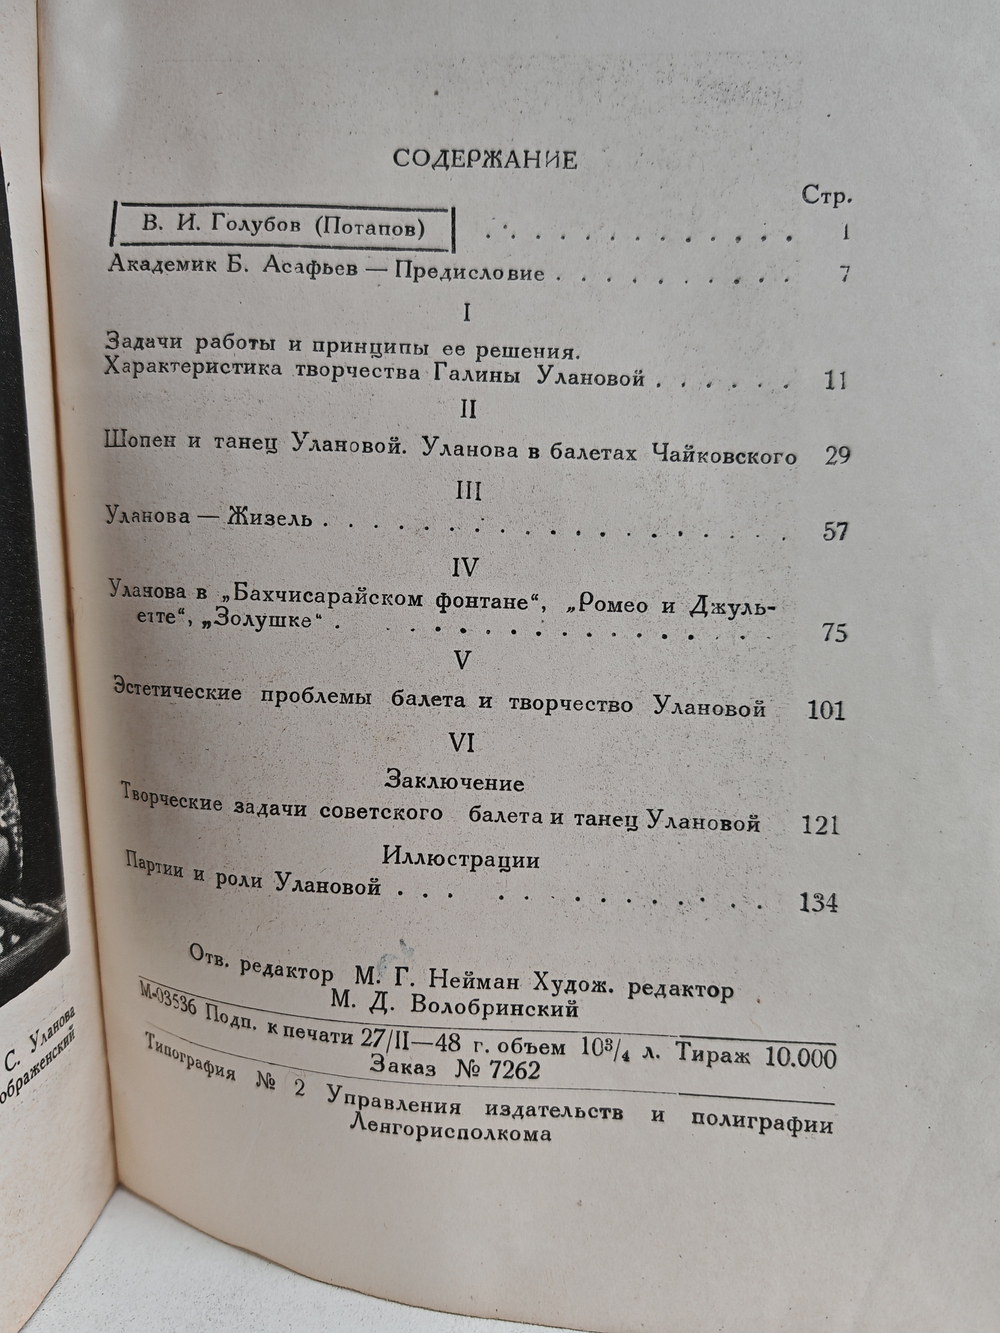 СОДЕРЖАНИЕ
Стр.
В. И. Голубов (Потапов) . . . . . . . . . . . . . 1
Академик Б. Асафьев — Предисловие . . . . . . . . . . 7
I
Задачи работы и принципы ее решения.
Характеристика творчества Галины Улановой . . . . . . 11
II
Шопен и танец Улановой. Уланова в балетах Чайковского 29
III
Уланова — Жизель . . . . . . . . . . . . . . . . . . . 57
IV
Уланова в „Бахчисарайском фонтане“, „Ромео и Джуль-
етте“, „Золушке“ . . . . . . . . . . . . . . . . 75
V
Эстетические проблемы балета и творчество Улановой 101
VI
Заключение
Творческие задачи советского балета и танец Улановой 121
Иллюстрации
Партии и роли Улановой . . . . . . . . . . . . . . 134
Отв. редактор М. Г. Нейман Худож. редактор
М. Д. Волобринский
М-03536 Подп. к печати 27/II—48 г. объем 10³/₄ л. Тираж 10.000
Заказ № 7262
Типография № 2 Управления издательств и полиграфии
Ленгорисполкома
С. Уланова
ображенский